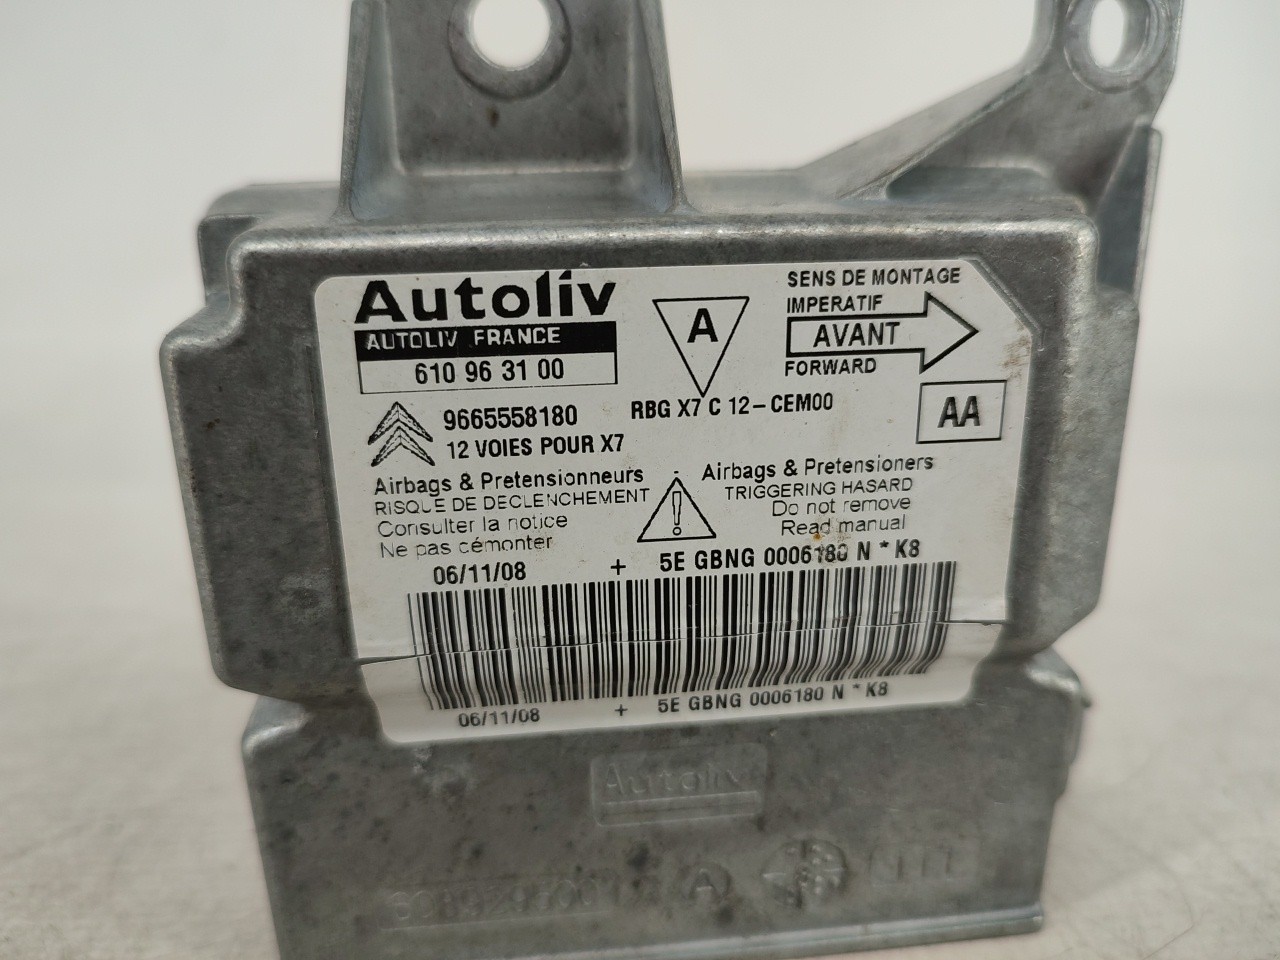 Autoliv
AUTOLIV FRANCE
610 96 31 00
A
SENS DE MONTAGE
IMPERATIF
AVANT
FORWARD
9665558180
RBG X7 C 12-CEM00
AA
12 VOIES POUR X7
Airbags & Pretensionneurs
RISQUE DE DECLENCHEMENT
Consulter la notice
Ne pas démonter
Airbags & Pretensioners
TRIGGERING HASARD
Do not remove
Read manual
06/11/08 + 5E GBNG 0006180 N * K8
06/11/08 + 5E GBNG 0006180 N * K8
Autoliv
A